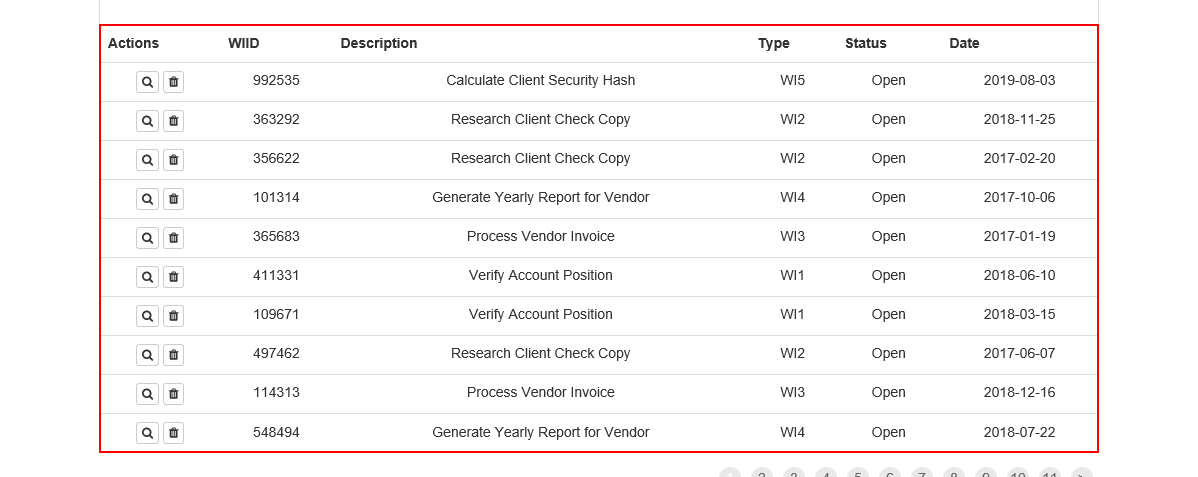 Actions WIID Description Type Status Date
992535 Calculate Client Security Hash WI5 Open 2019-08-03
363292 Research Client Check Copy WI2 Open 2018-11-25
356622 Research Client Check Copy WI2 Open 2017-02-20
101314 Generate Yearly Report for Vendor WI4 Open 2017-10-06
365683 Process Vendor Invoice WI3 Open 2017-01-19
411331 Verify Account Position WI1 Open 2018-06-10
109671 Verify Account Position WI1 Open 2018-03-15
497462 Research Client Check Copy WI2 Open 2017-06-07
114313 Process Vendor Invoice WI3 Open 2018-12-16
548494 Generate Yearly Report for Vendor WI4 Open 2018-07-22
1 2 3 4 5 6 7 8 9 10 11 >